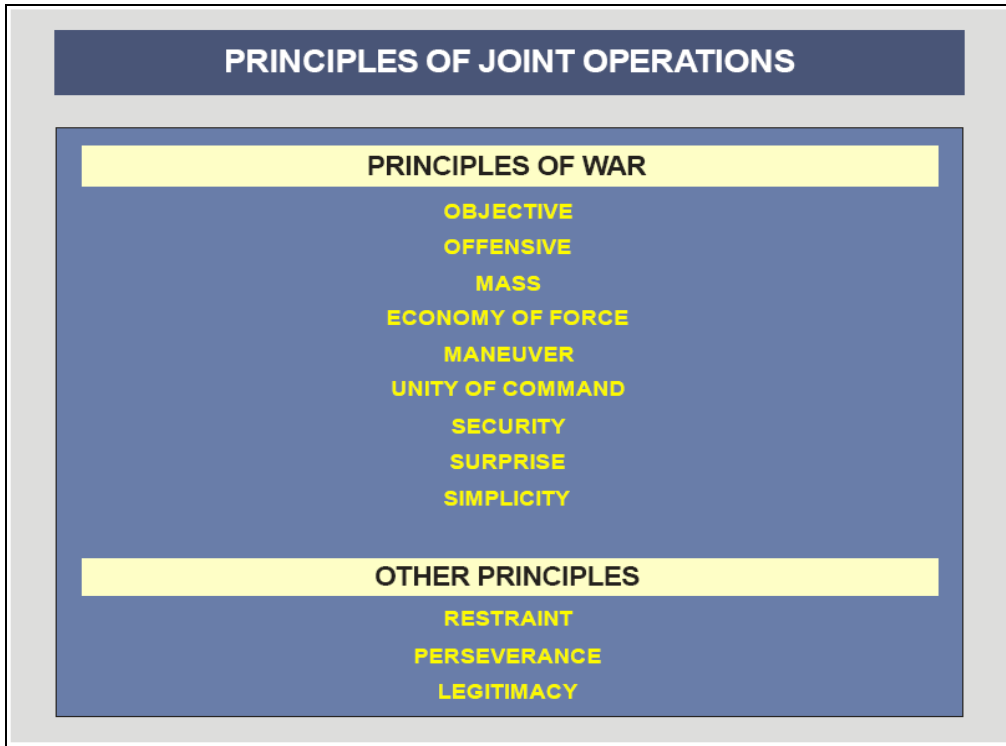 PRINCIPLES OF JOINT OPERATIONS
PRINCIPLES OF WAR
OBJECTIVE
OFFENSIVE
MASS
ECONOMY OF FORCE
MANEUVER
UNITY OF COMMAND
SECURITY
SURPRISE
SIMPLICITY
OTHER PRINCIPLES
RESTRAINT
PERSEVERANCE
LEGITIMACY